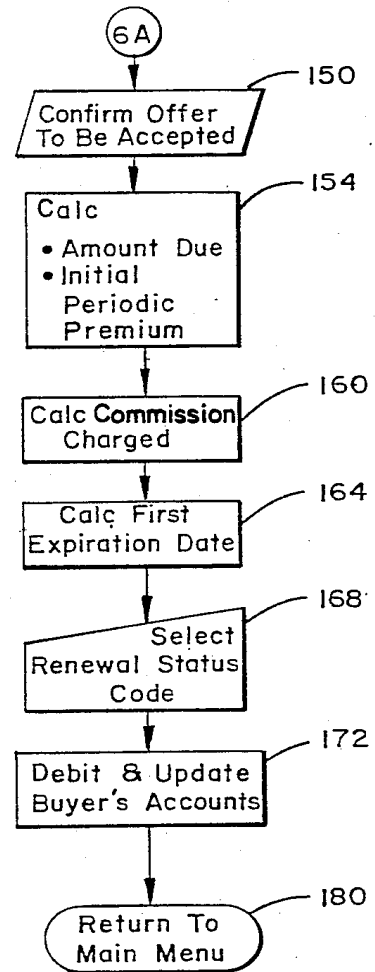 6A
150
Confirm Offer
To Be Accepted
154
Calc
• Amount Due
• Initial
Periodic
Premium
160
Calc Commission
Charged
164
Calc First
Expiration Date
168
Select
Renewal Status
Code
172
Debit & Update
Buyer's Accounts
180
Return To
Main Menu